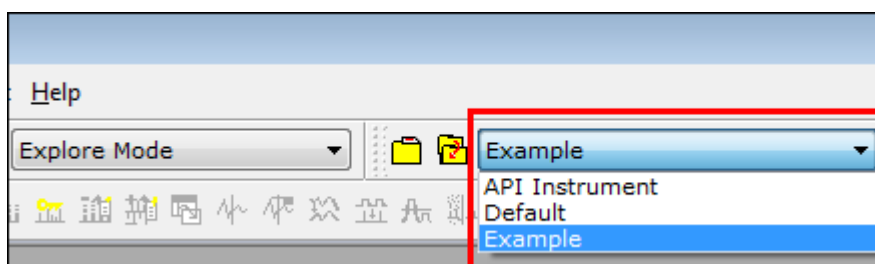 Help
Explore Mode
Example
API Instrument
Default
Example